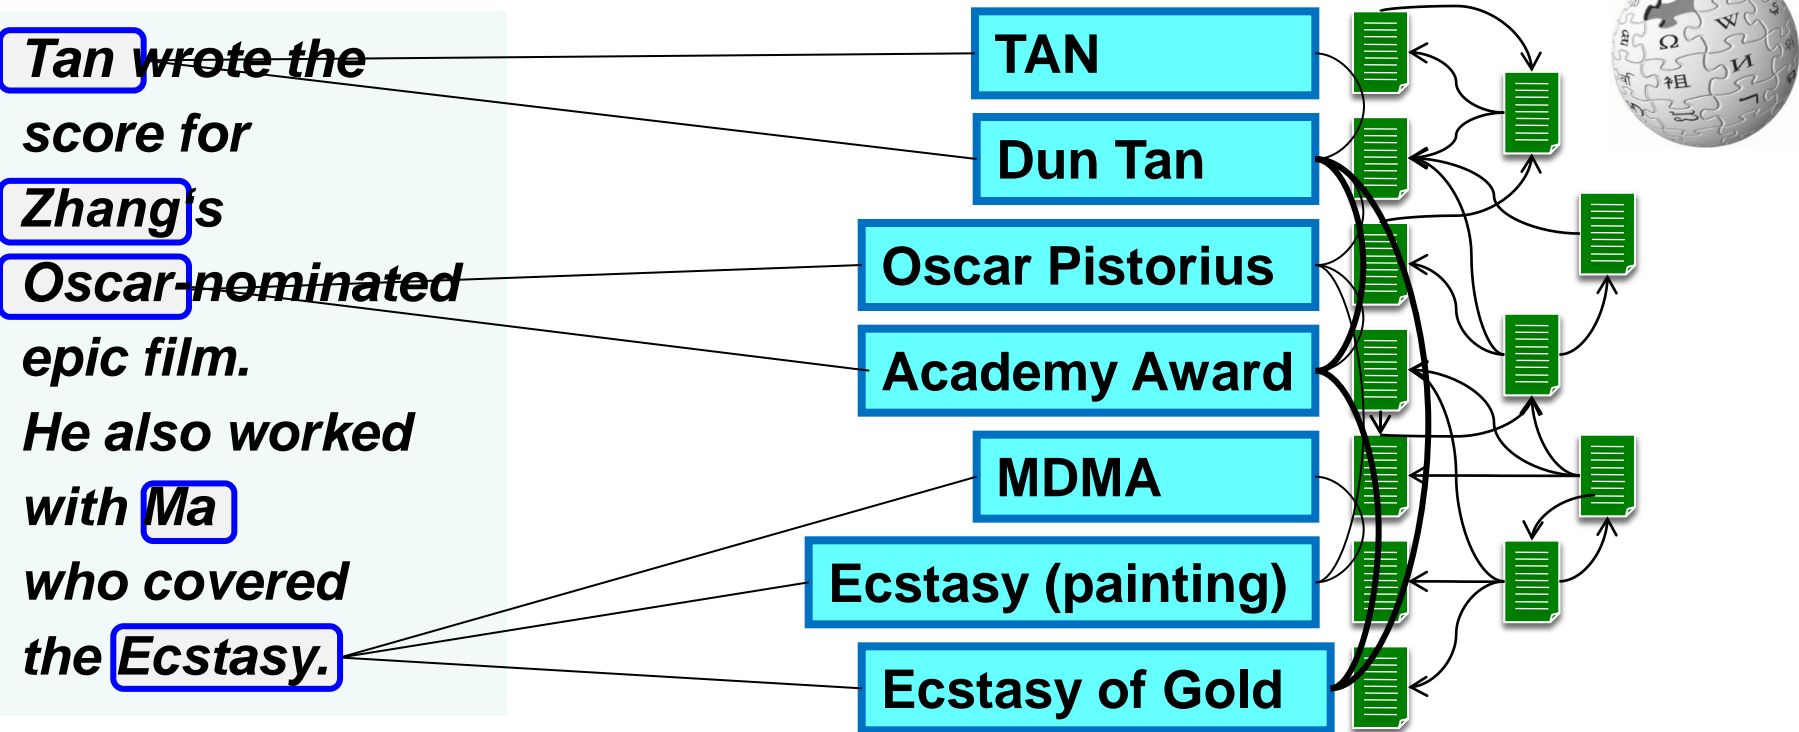 Tan wrote the
score for
Zhang‘s
Oscar-nominated
epic film.
He also worked
with Ma
who covered
the Ecstasy.
TAN
Dun Tan
Oscar Pistorius
Academy Award
MDMA
Ecstasy (painting)
Ecstasy of Gold
Ω
W
祖
И